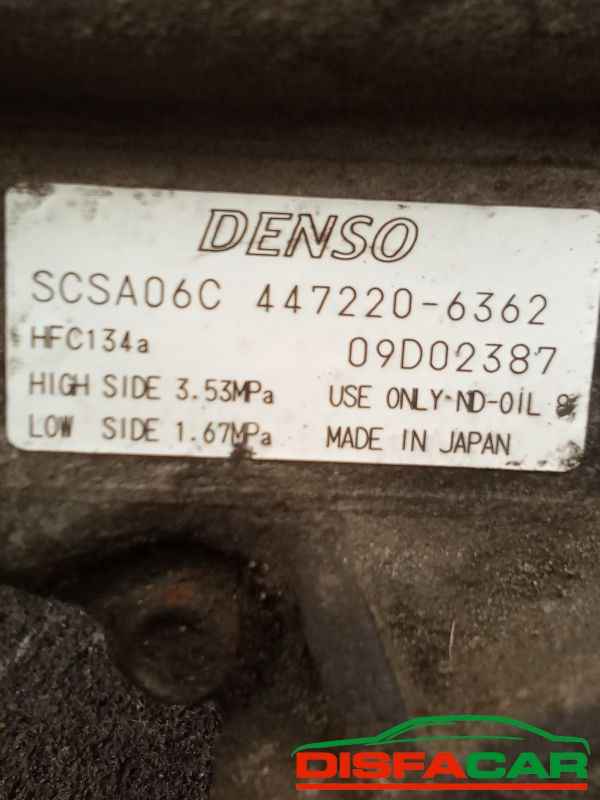 DENSO
SCSA06C 447220-6362
HFC134a 09D02387
HIGH SIDE 3.53MPa USE ONLY ND-OIL 8
LOW SIDE 1.67MPa MADE IN JAPAN
DISFACAR